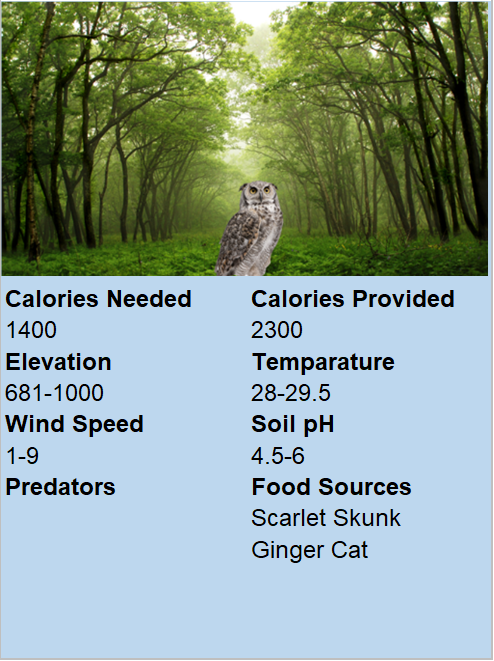 Calories Needed Calories Provided
1400 2300
Elevation Temparature
681-1000 28-29.5
Wind Speed Soil pH
1-9 4.5-6
Predators Food Sources
Scarlet Skunk
Ginger Cat